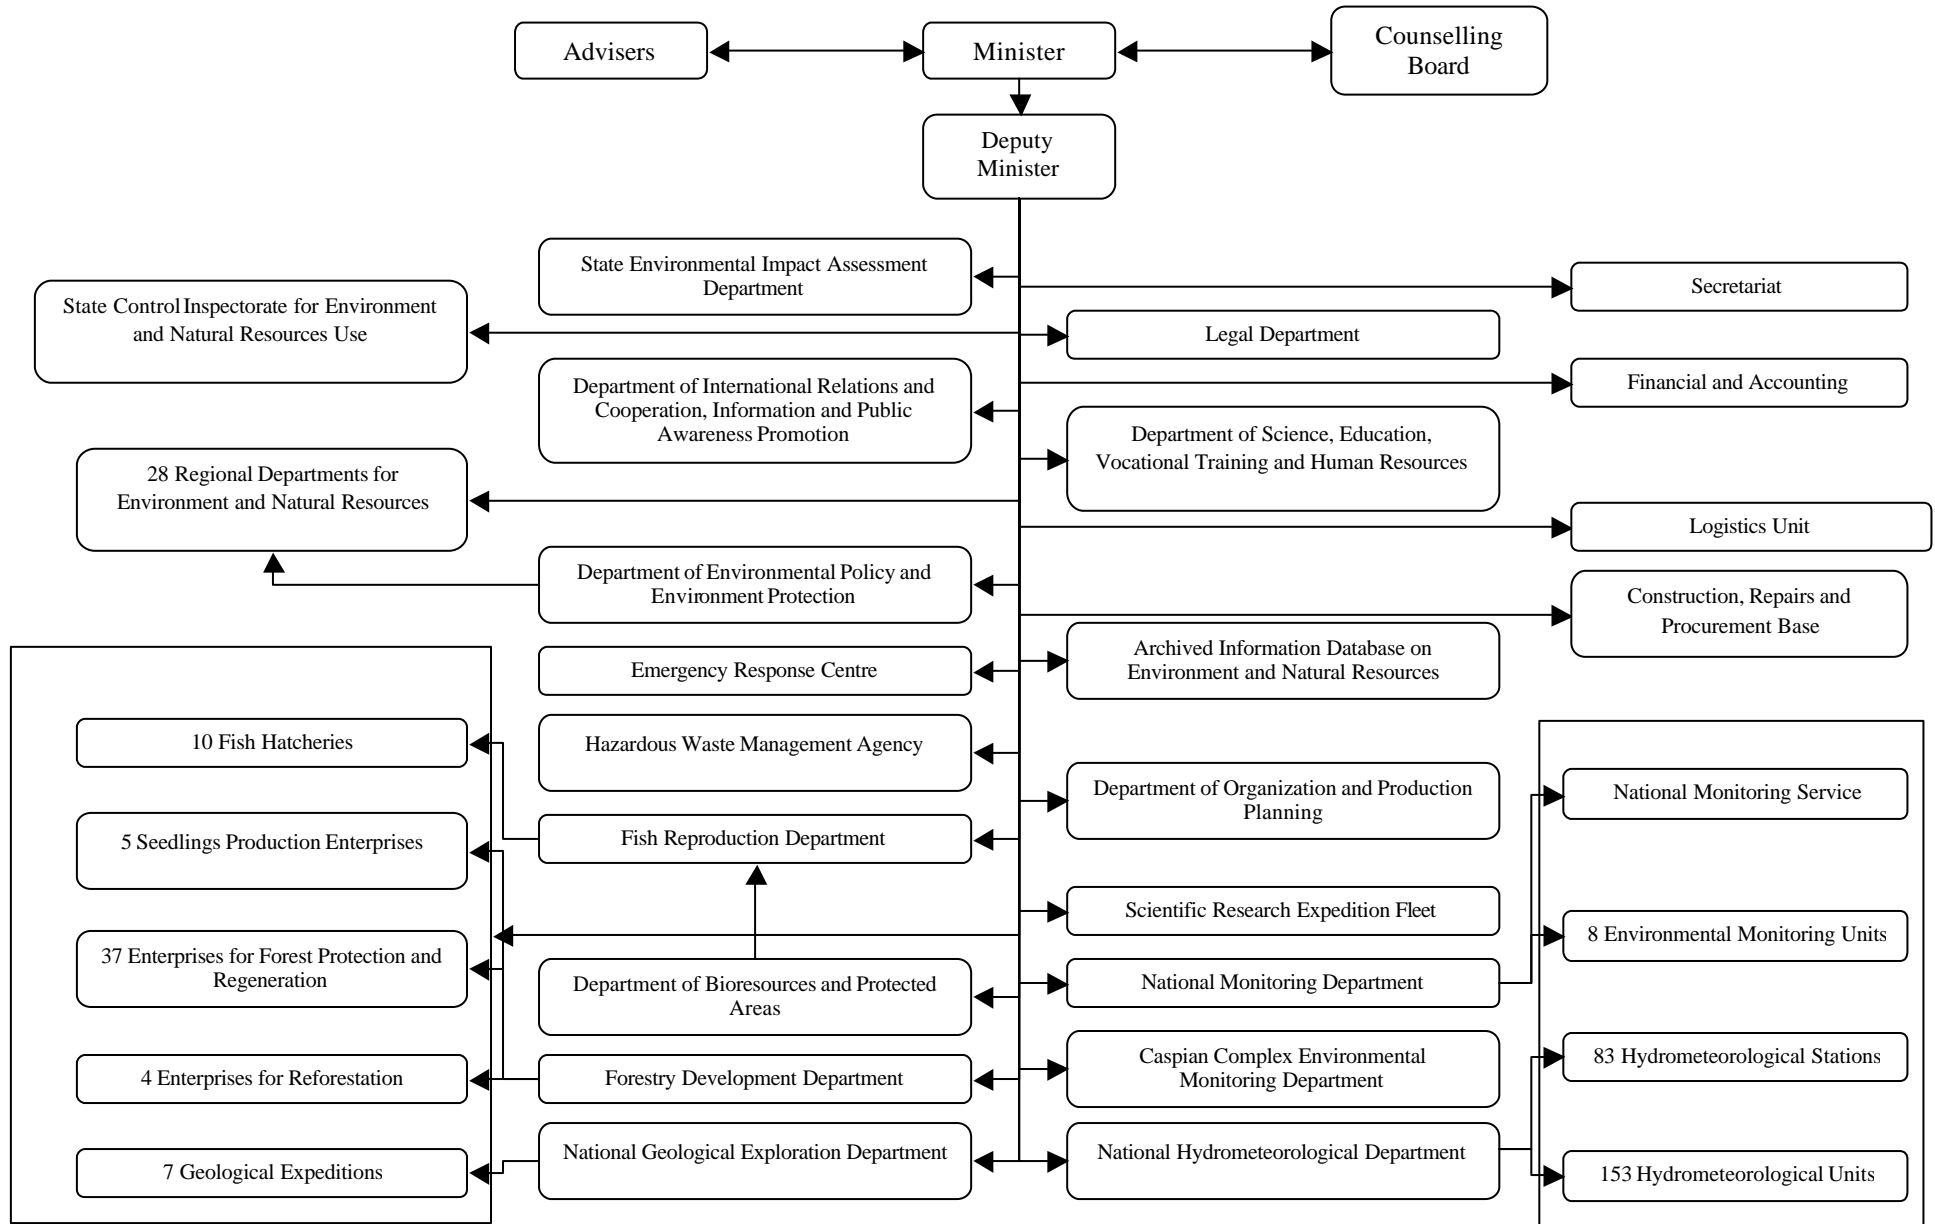 Advisers
Minister
Counselling
Board
Deputy
Minister
State Environmental Impact Assessment
Department
State Control Inspectorate for Environment
and Natural Resources Use
Secretariat
Legal Department
Department of International Relations and
Cooperation, Information and Public
Awareness Promotion
Financial and Accounting
Department of Science, Education,
Vocational Training and Human Resources
28 Regional Departments for
Environment and Natural Resources
Logistics Unit
Department of Environmental Policy and
Environment Protection
Construction, Repairs and
Procurement Base
Emergency Response Centre
Archived Information Database on
Environment and Natural Resources
10 Fish Hatcheries
Hazardous Waste Management Agency
Department of Organization and Production
Planning
National Monitoring Service
5 Seedlings Production Enterprises
Fish Reproduction Department
Scientific Research Expedition Fleet
8 Environmental Monitoring Units
37 Enterprises for Forest Protection and
Regeneration
Department of Bioresources and Protected
Areas
National Monitoring Department
4 Enterprises for Reforestation
Forestry Development Department
Caspian Complex Environmental
Monitoring Department
83 Hydrometeorological Stations
7 Geological Expeditions
National Geological Exploration Department
National Hydrometeorological Department
153 Hydrometeorological Units